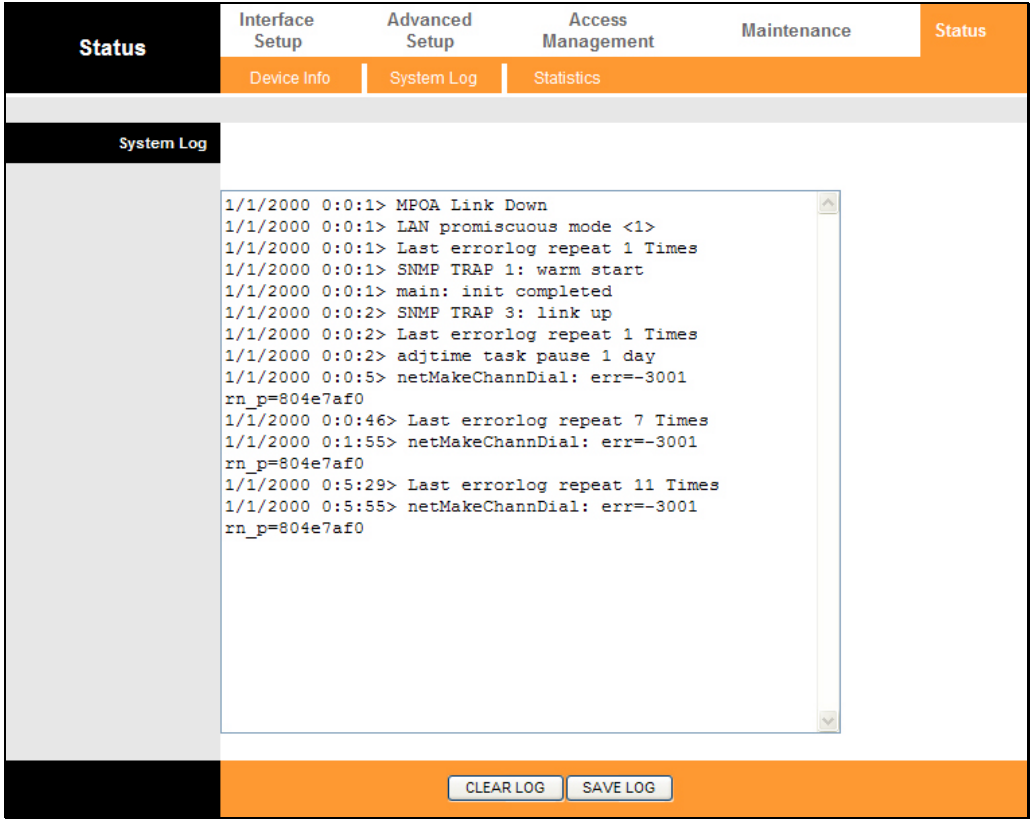 Status
Interface
Setup
Advanced
Setup
Access
Management
Maintenance
Status
Device Info
System Log
Statistics
System Log
1/1/2000 0:0:1> MPOA Link Down
1/1/2000 0:0:1> LAN promiscuous mode <1>
1/1/2000 0:0:1> Last errorlog repeat 1 Times
1/1/2000 0:0:1> SNMP TRAP 1: warm start
1/1/2000 0:0:1> main: init completed
1/1/2000 0:0:2> SNMP TRAP 3: link up
1/1/2000 0:0:2> Last errorlog repeat 1 Times
1/1/2000 0:0:2> adjtime task pause 1 day
1/1/2000 0:0:5> netMakeChannDial: err=-3001
rn_p=804e7af0
1/1/2000 0:0:46> Last errorlog repeat 7 Times
1/1/2000 0:1:55> netMakeChannDial: err=-3001
rn_p=804e7af0
1/1/2000 0:5:29> Last errorlog repeat 11 Times
1/1/2000 0:5:55> netMakeChannDial: err=-3001
rn_p=804e7af0
CLEAR LOG
SAVE LOG